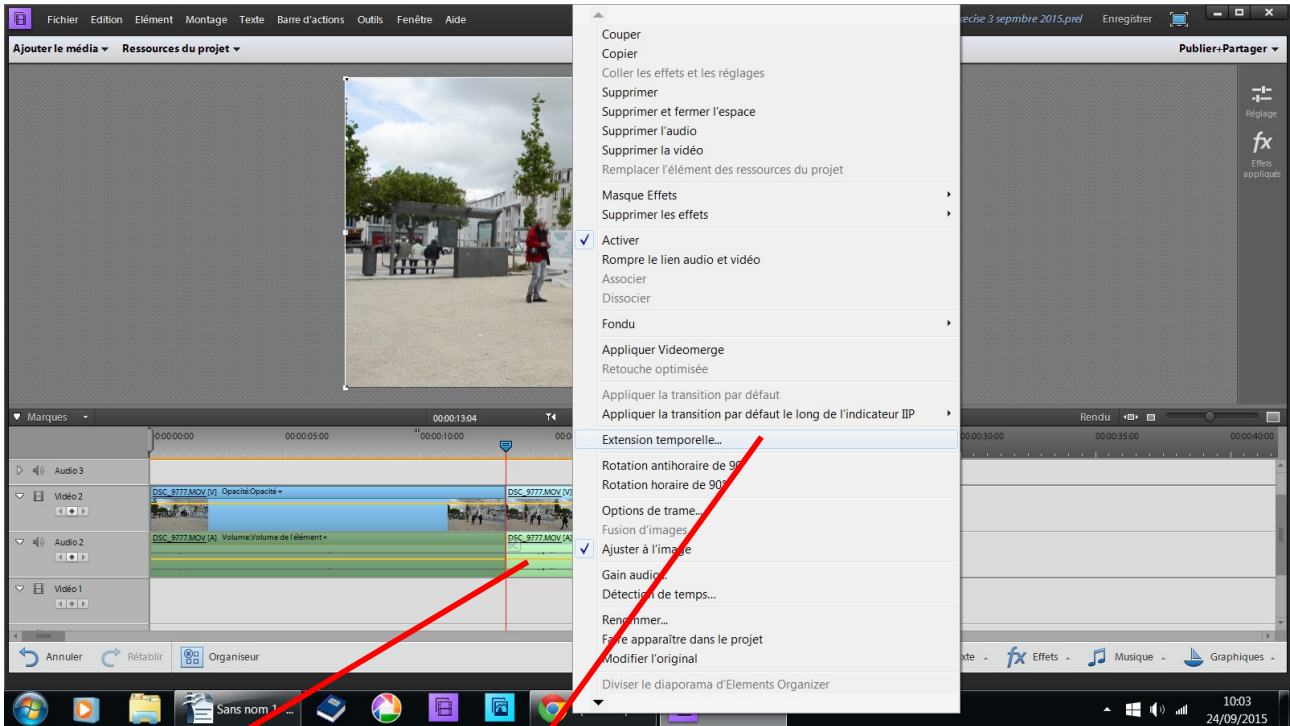 Fichier Edition Elément Montage Texte Barre d'actions Outils Fenêtre Aide
3 sepmbre 2015.prel Enregistrer
Ajouter le média Ressources du projet
Publier+Partager
Réglage
fx
Effets
appliqués
Couper
Copier
Coller les effets et les réglages
Supprimer
Supprimer et fermer l'espace
Supprimer l'audio
Supprimer la vidéo
Remplacer l'élément des ressources du projet
Masque Effets
Supprimer les effets
Activer
Rompre le lien audio et vidéo
Associer
Dissocier
Fondu
Appliquer Videomerge
Retouche optimisée
Appliquer la transition par défaut
Appliquer la transition par défaut le long de l'indicateur IIP
Extension temporelle...
Rotation antihoraire de 90
Rotation horaire de 90°
Options de trame...
Fusion d'images
Ajuster à l'image
Gain audio...
Détection de temps...
Renommer...
Faire apparaître dans le projet
Modifier l'original
Diviser le diaporama d'Elements Organizer
Marques
00:00:13:04
Rendu
0:00:00:00 00:00:05:00 00:00:10:00 00:0
00:00:30:00 00:00:35:00 00:00:40:00
Audio 3
Vidéo 2
DSC_9777.MOV [V] Opacité:Opacité
DSC_9777.MOV [V]
Audio 2
DSC_9777.MOV [A] Volume:Volume de l'élément
DSC_9777.MOV [A]
Vidéo 1
Annuler Rétablir Organiseur
xte fx Effets Musique Graphiques
Sans nom 1
10:03
24/09/2015